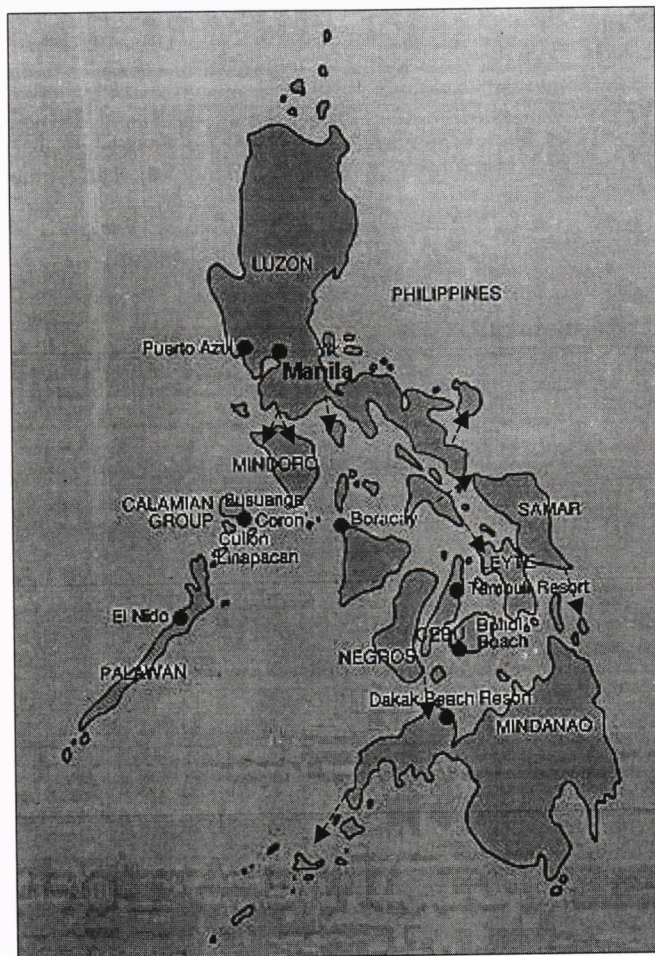 LUZON
PHILIPPINES
Puerto Azul
Manila
MINDORO
CALAMIAN
GROUP
Busuanga
Coron
Culion
Linapacan
Boracay
SAMAR
LEYTE
Tambuli Resort
El Nido
CEBU
Bohol
Beach
NEGROS
PALAWAN
Dakak Beach Resort
MINDANAO